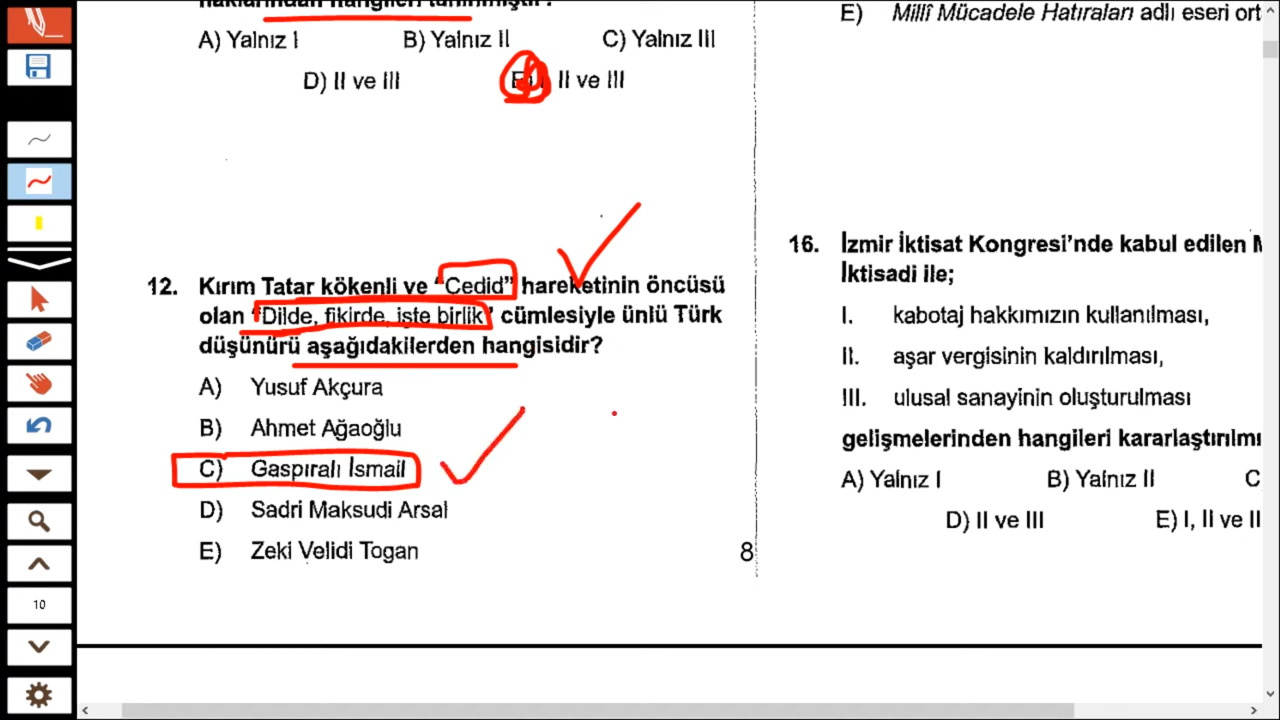 haklarından hangileri tanınmıştır?
A) Yalnız I
B) Yalnız II
C) Yalnız III
D) II ve III
II ve III
12. Kırım Tatar kökenli ve "Cedid" hareketinin öncüsü
olan "Dilde, fikirde, işte birlik" cümlesiyle ünlü Türk
düşünürü aşağıdakilerden hangisidir?
A) Yusuf Akçura
B) Ahmet Ağaoğlu
C) Gaspıralı İsmail
D) Sadri Maksudi Arsal
E) Zeki Velidi Togan
8
E) Millî Mücadele Hatıraları adlı eseri ort
16. İzmir İktisat Kongresi'nde kabul edilen M
İktisadi ile;
I. kabotaj hakkımızın kullanılması,
II. aşar vergisinin kaldırılması,
III. ulusal sanayinin oluşturulması
gelişmelerinden hangileri kararlaştırılmı
A) Yalnız I
B) Yalnız II
C
D) II ve III
E) I, II ve II
10